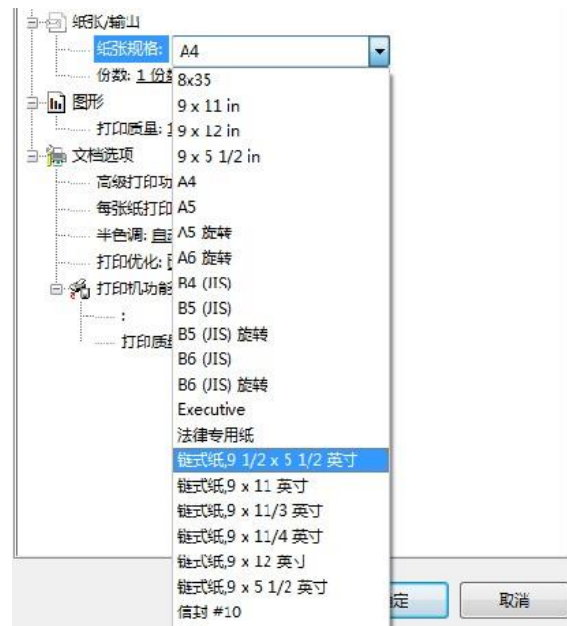 纸张/输出
纸张规格: A4
份数: 1 份数
8x35
图形
9 x 11 in
打印质量:
9 x 12 in
文档选项
9 x 5 1/2 in
高级打印功
A4
每张纸打印
A5
半色调: 自动
A5 旋转
打印优化:
A6 旋转
打印机功能
B4 (JIS)
:
B5 (JIS)
打印质
B5 (JIS) 旋转
B6 (JIS)
B6 (JIS) 旋转
Executive
法律专用纸
链式纸,9 1/2 x 5 1/2 英寸
链式纸,9 x 11 英寸
链式纸,9 x 11/3 英寸
链式纸,9 x 11/4 英寸
链式纸,9 x 12 英寸
链式纸,9 x 5 1/2 英寸
信封 #10
定
取消